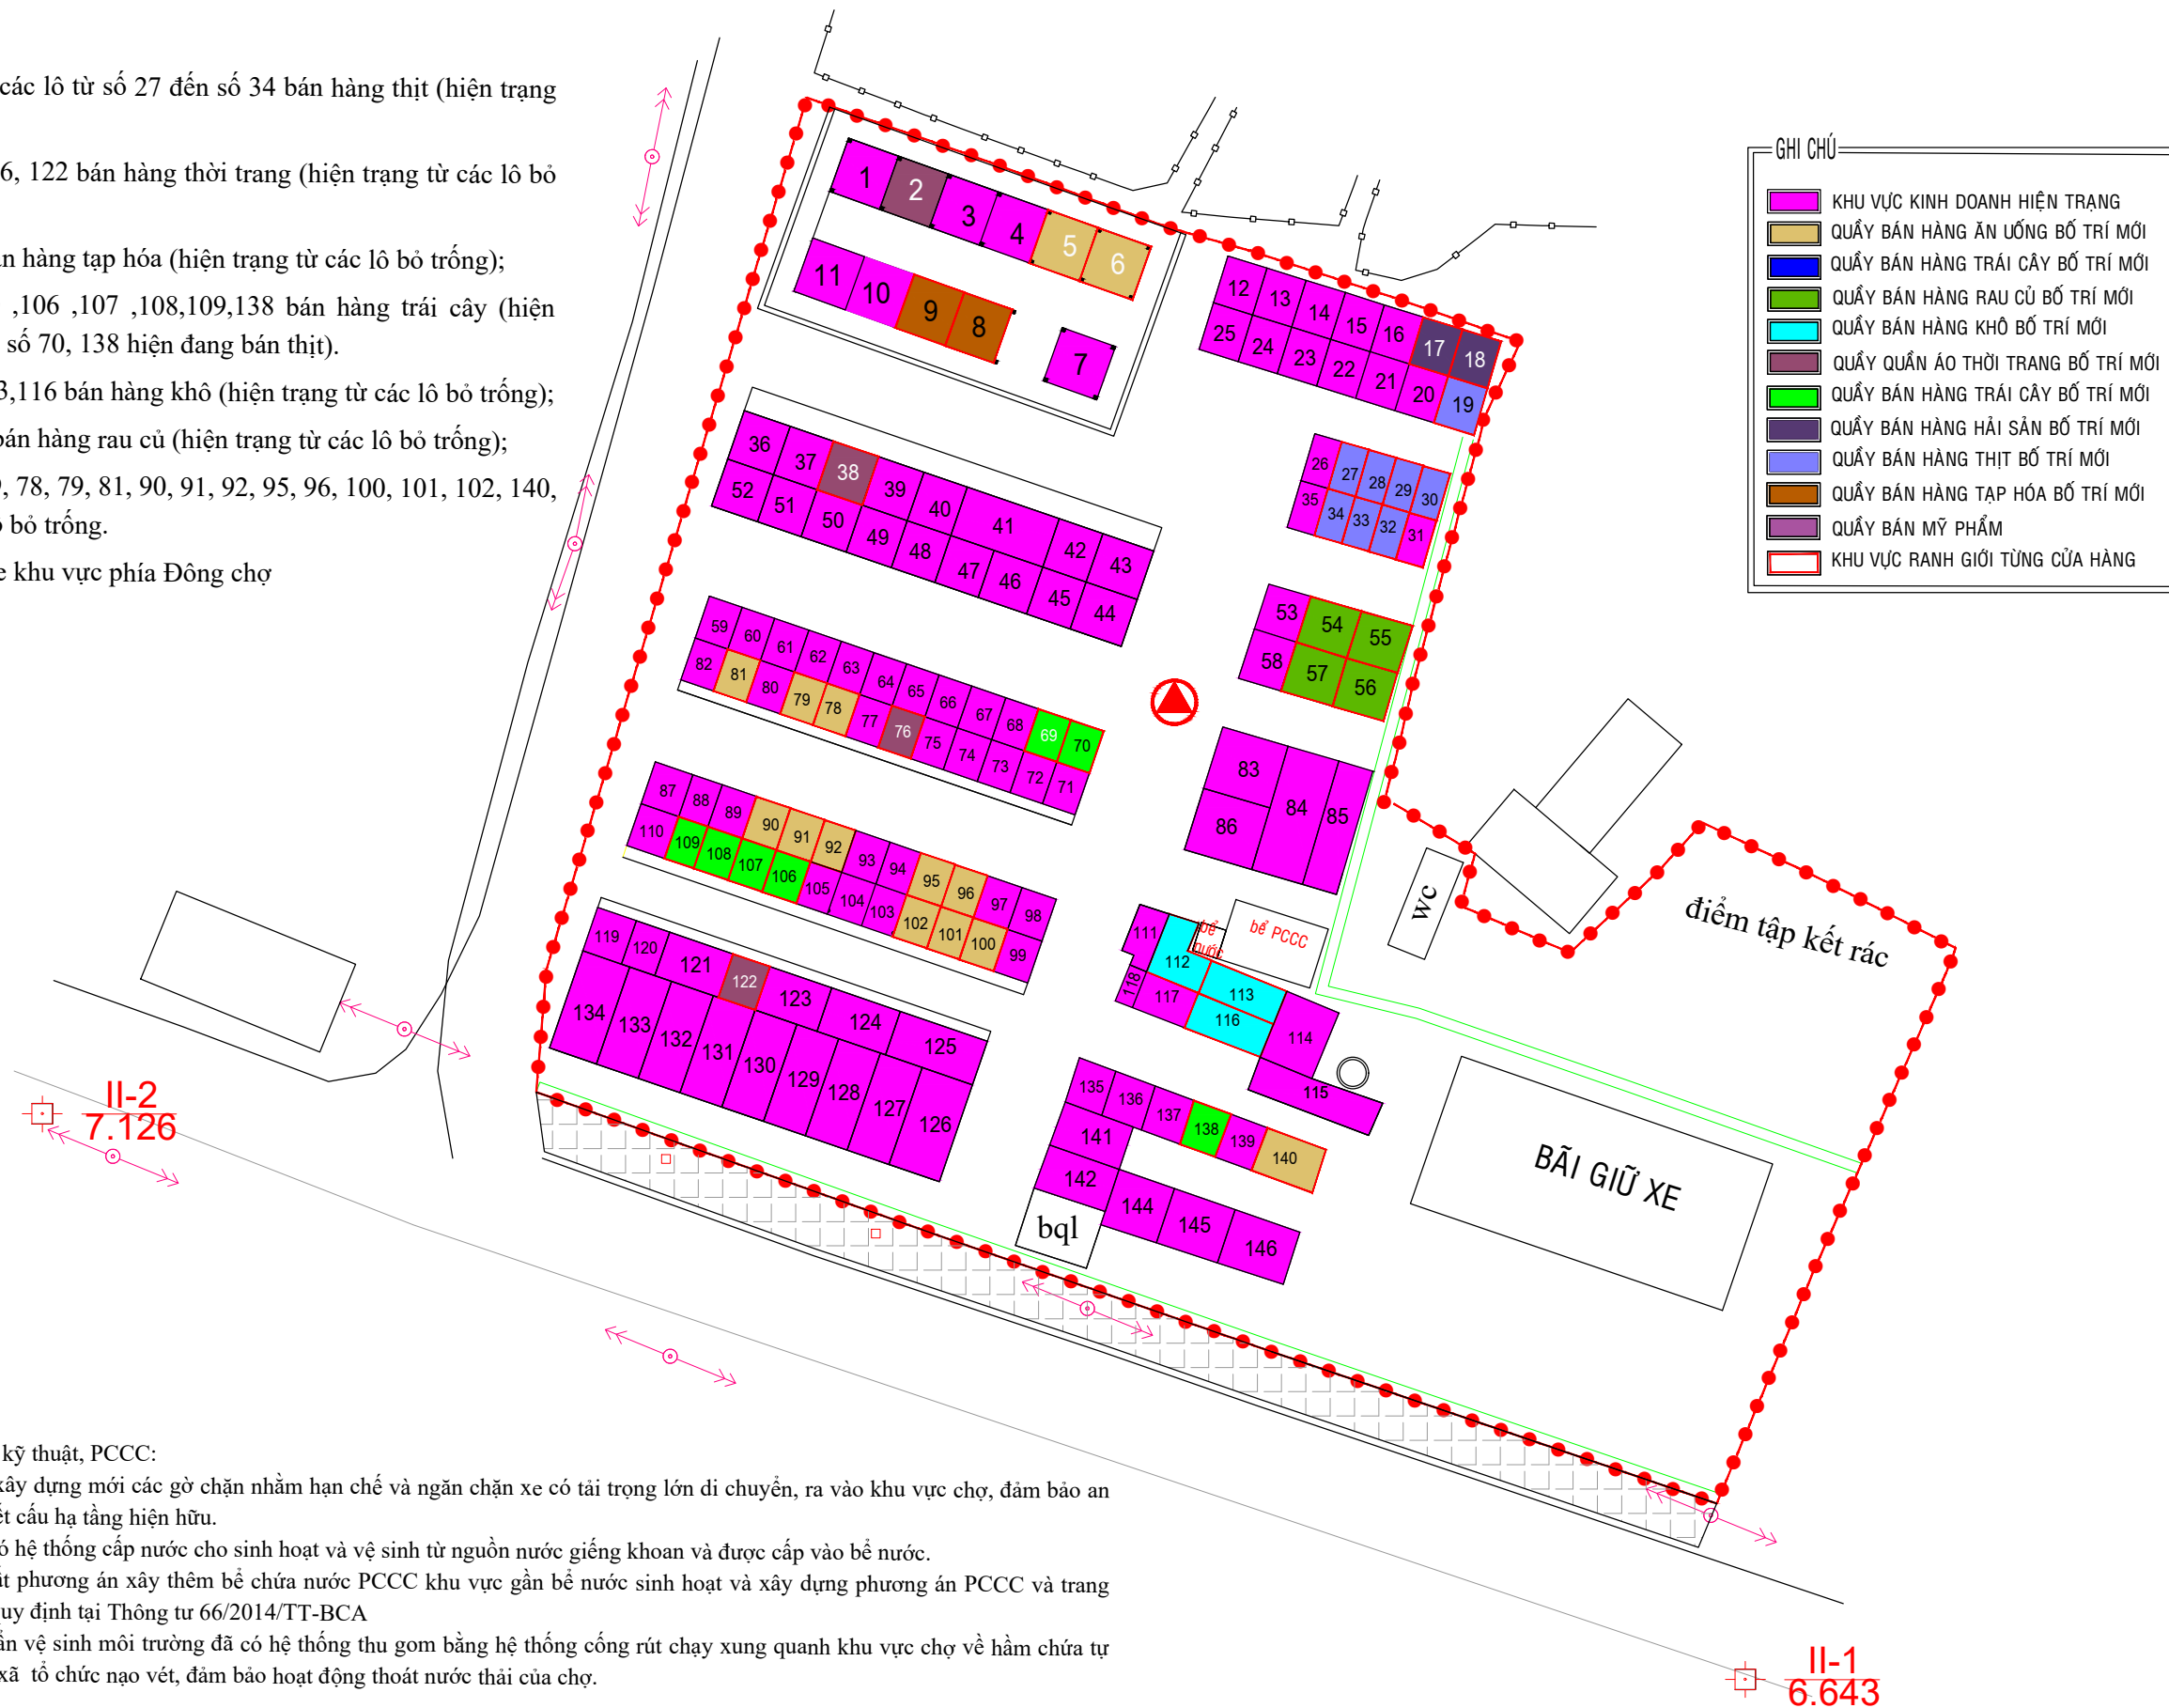 các lô từ số 27 đến số 34 bán hàng thịt (hiện trạng
6, 122 bán hàng thời trang (hiện trạng từ các lô bỏ
hàng tạp hóa (hiện trạng từ các lô bỏ trống);
,106 ,107 ,108,109,138 bán hàng trái cây (hiện
số 70, 138 hiện đang bán thịt).
3,116 bán hàng khô (hiện trạng từ các lô bỏ trống);
bán hàng rau củ (hiện trạng từ các lô bỏ trống);
, 78, 79, 81, 90, 91, 92, 95, 96, 100, 101, 102, 140,
bỏ trống.
khu vực phía Đông chợ
GHI CHÚ
KHU VỰC KINH DOANH HIỆN TRẠNG
QUẦY BÁN HÀNG ĂN UỐNG BỐ TRÍ MỚI
QUẦY BÁN HÀNG TRÁI CÂY BỐ TRÍ MỚI
QUẦY BÁN HÀNG RAU CỦ BỐ TRÍ MỚI
QUẦY BÁN HÀNG KHÔ BỐ TRÍ MỚI
QUẦY QUẦN ÁO THỜI TRANG BỐ TRÍ MỚI
QUẦY BÁN HÀNG TRÁI CÂY BỐ TRÍ MỚI
QUẦY BÁN HÀNG HẢI SẢN BỐ TRÍ MỚI
QUẦY BÁN HÀNG THỊT BỐ TRÍ MỚI
QUẦY BÁN HÀNG TẠP HÓA BỐ TRÍ MỚI
QUẦY BÁN MỸ PHẨM
KHU VỰC RANH GIỚI TỪNG CỬA HÀNG
1 2 3 4 5 6
11 10 9 8 7
12 13 14 15 16 17 18
25 24 23 22 21 20 19
26 27 28 29 30
35 34 33 32 31
36 37 38 39 40 41 42 43
52 51 50 49 48 47 46 45 44
53 54 55
58 57 56
59 60 61 62 63 64 65 66 67 68 69 70
82 81 80 79 78 77 76 75 74 73 72 71
83 84 85
86
87 88 89 90 91 92 93 94 95 96 97 98
110 109 108 107 106 105 104 103 102 101 100 99
111 112 113 114
118 117 116 115
bể
nước
bể PCCC
wc
điểm tập kết rác
119 120 121 122 123 124 125
134 133 132 131 130 129 128 127 126
135 136 137 138 139 140
141
142 144 145 146
bql
BÃI GIỮ XE
II-2
7.126
kỹ thuật, PCCC:
xây dựng mới các gờ chặn nhằm hạn chế và ngăn chặn xe có tải trọng lớn di chuyển, ra vào khu vực chợ, đảm bảo an
cấu hạ tầng hiện hữu.
hệ thống cấp nước cho sinh hoạt và vệ sinh từ nguồn nước giếng khoan và được cấp vào bể nước.
phương án xây thêm bể chứa nước PCCC khu vực gần bể nước sinh hoạt và xây dựng phương án PCCC và trang
quy định tại Thông tư 66/2014/TT-BCA
vệ sinh môi trường đã có hệ thống thu gom bằng hệ thống cống rút chạy xung quanh khu vực chợ về hầm chứa tự
xã tổ chức nạo vét, đảm bảo hoạt động thoát nước thải của chợ.
II-1
6.643